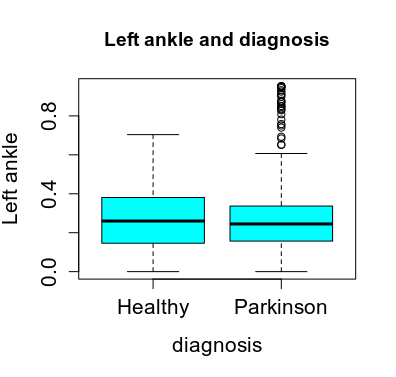 Left ankle and diagnosis
Left ankle
0.8
0.4
0.0
Healthy Parkinson
diagnosis